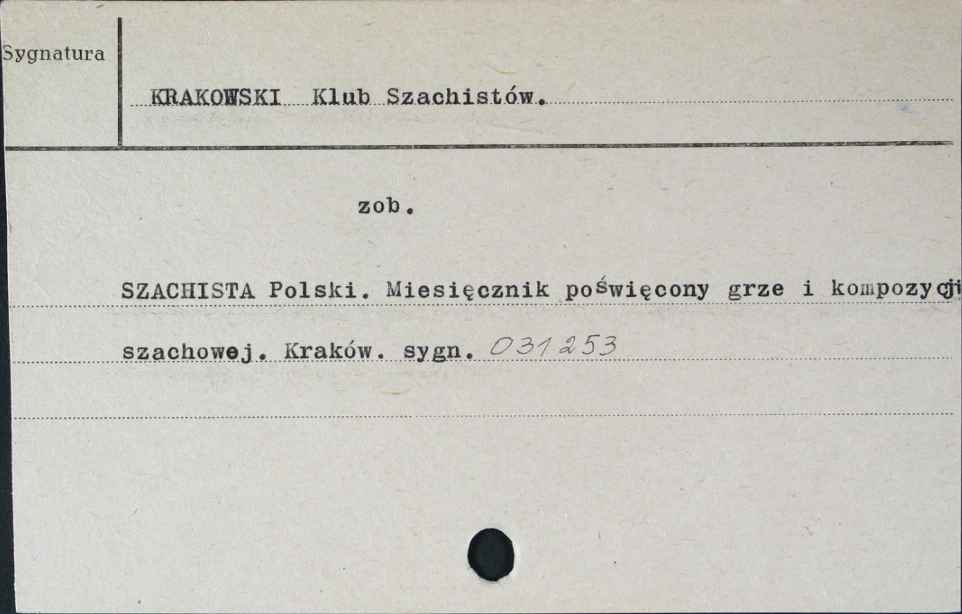 Sygnatura
KRAKOWSKI Klub Szachistów.
zob.
SZACHISTA Polski. Miesięcznik poświęcony grze i kompozycji
szachowej. Kraków. sygn. 031253